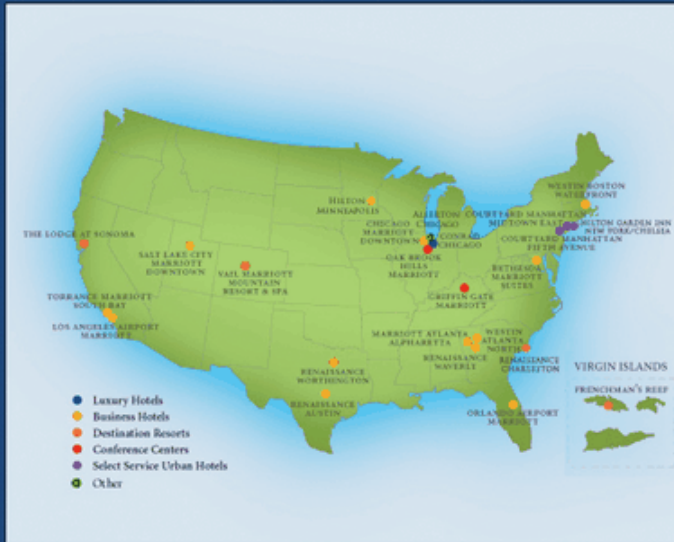 WESTIN BOSTON
WATERFRONT
HILTON
MINNEAPOLIS
ALLERTON
CHICAGO
COURTYARD MANHATTAN
MIDTOWN EAST
HILTON GARDEN INN
NEW YORK/CHELSEA
CHICAGO
MARRIOTT
DOWNTOWN
CONRAD
CHICAGO
COURTYARD MANHATTAN
FIFTH AVENUE
THE LODGE AT SONOMA
SALT LAKE CITY
MARRIOTT
DOWNTOWN
OAK BROOK
HILLS
MARRIOTT
BETHESDA
MARRIOTT
SUITES
VAIL MARRIOTT
MOUNTAIN
RESORT & SPA
GRIFFIN GATE
MARRIOTT
TORRANCE MARRIOTT
SOUTH BAY
LOS ANGELES AIRPORT
MARRIOTT
MARRIOTT ATLANTA
ALPHARETTA
WESTIN
ATLANTA
NORTH
RENAISSANCE
WAVERLY
RENAISSANCE
CHARLESTON
VIRGIN ISLANDS
RENAISSANCE
WORTHINGTON
FRENCHMAN'S REEF
RENAISSANCE
AUSTIN
ORLANDO AIRPORT
MARRIOTT
Luxury Hotels
Business Hotels
Destination Resorts
Conference Centers
Select Service Urban Hotels
Other